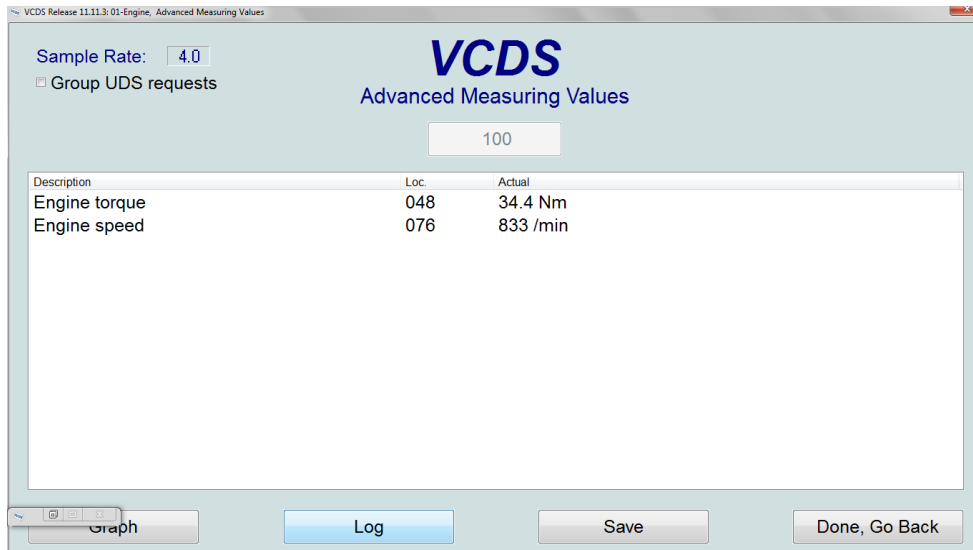 VCDS Release 11.11.3: 01-Engine, Advanced Measuring Values
Sample Rate: 4.0
Group UDS requests
VCDS
Advanced Measuring Values
100
Description Loc. Actual
Engine torque 048 34.4 Nm
Engine speed 076 833 /min
Graph Log Save Done, Go Back